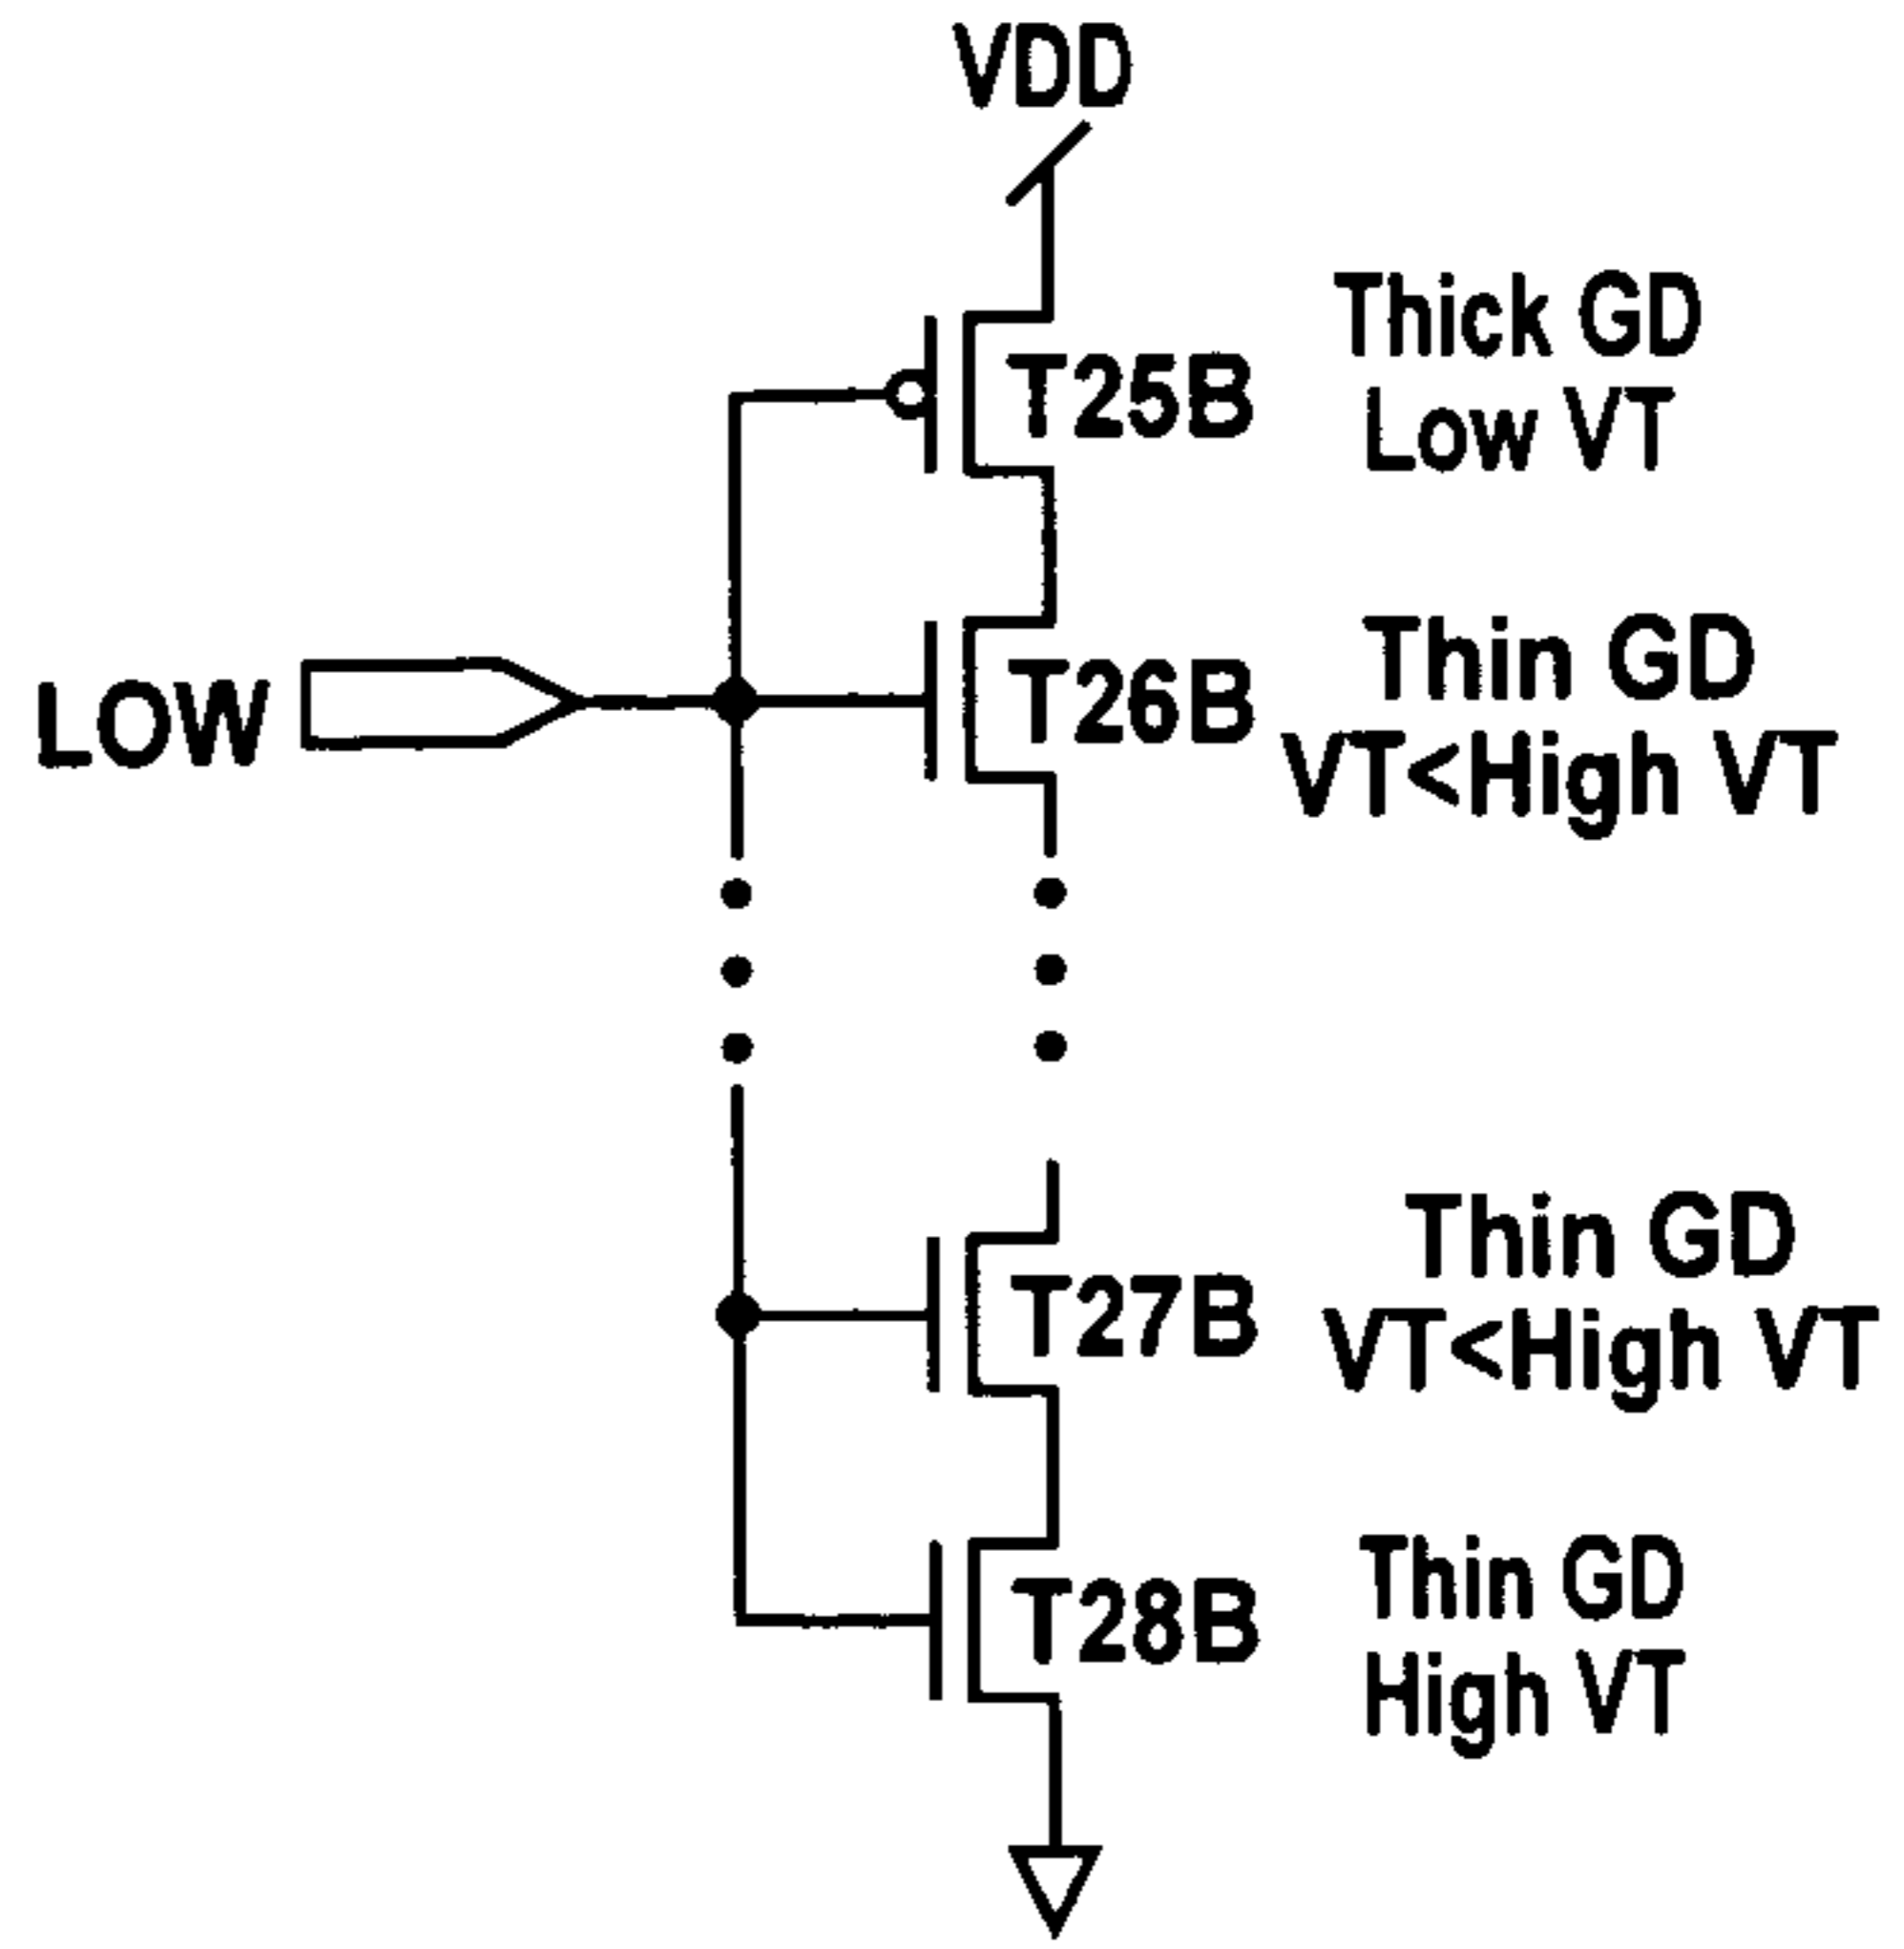 VDD
Thick GD
T25B
Low VT
Thin GD
T26B
LOW
VT<High VT
Thin GD
T27B
VT<High VT
Thin GD
T28B
High VT